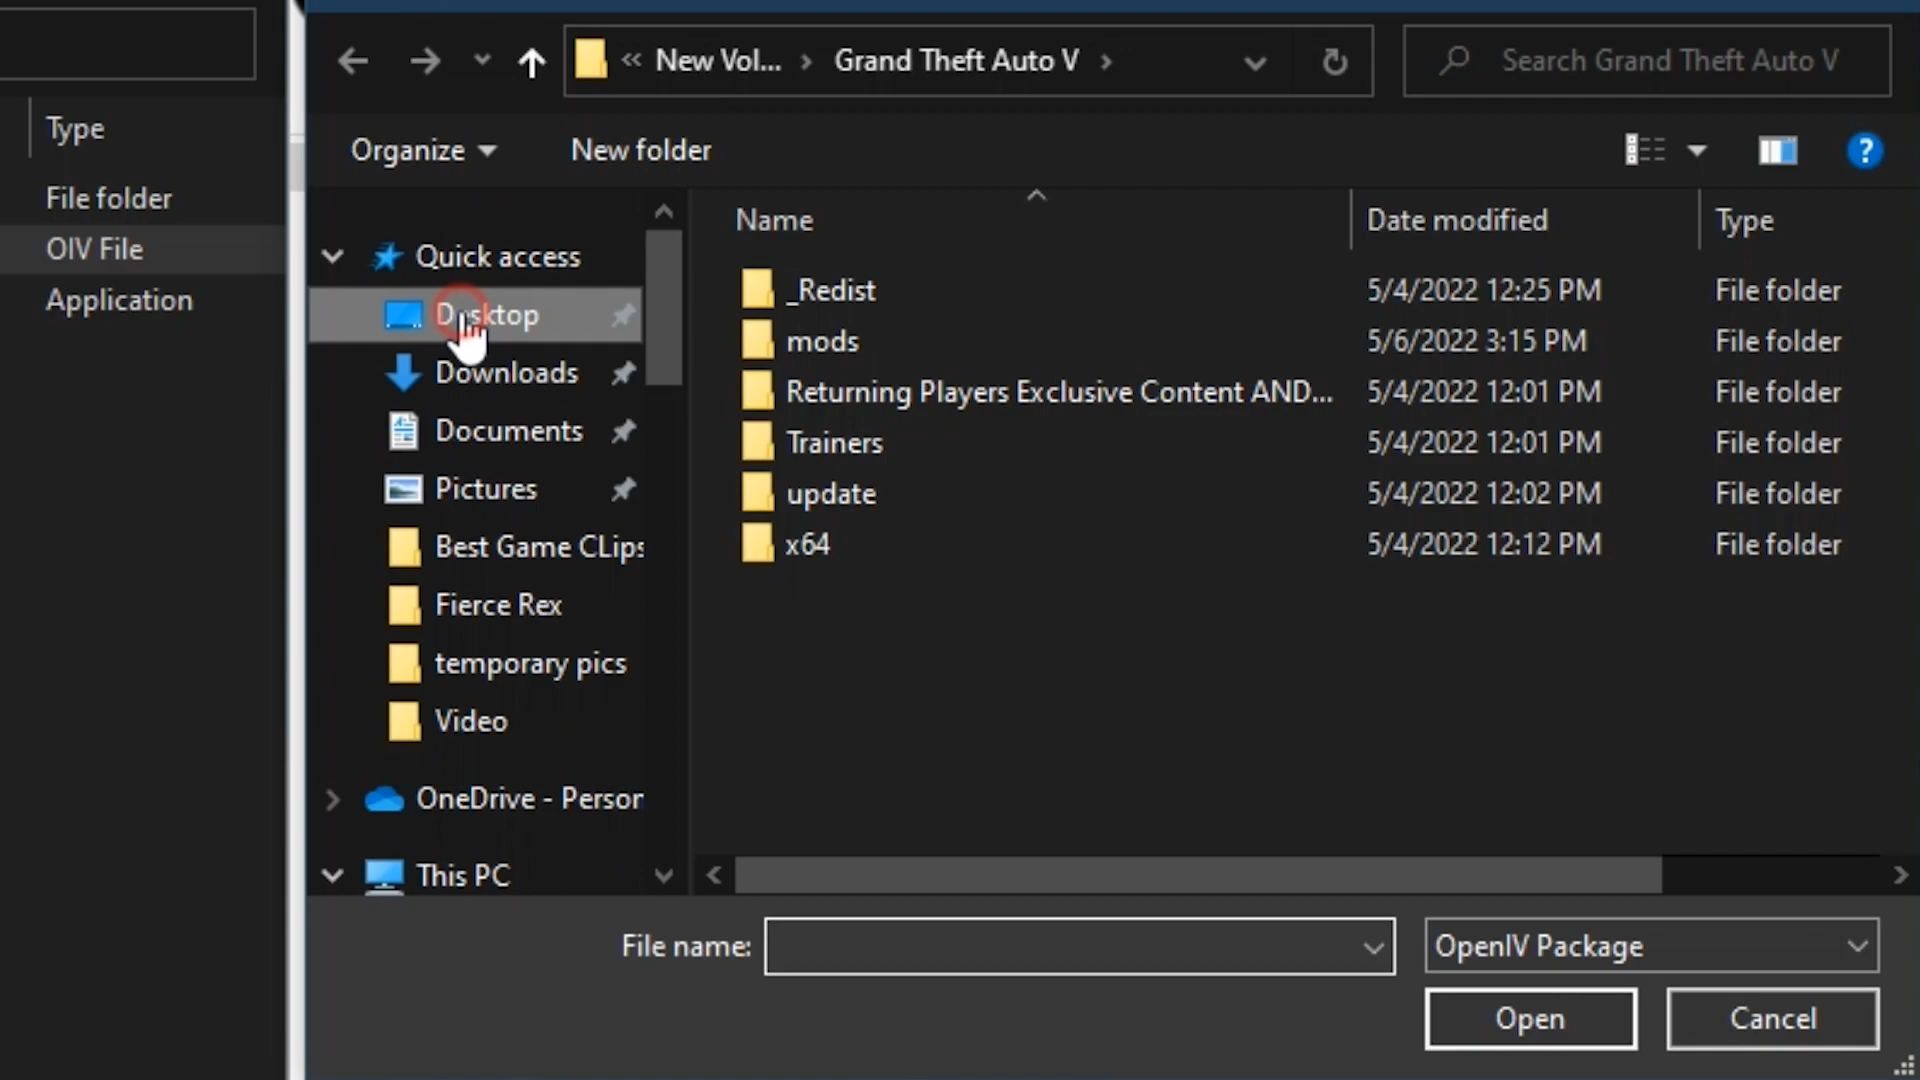 Type
File folder
OIV File
Application
« New Vol... › Grand Theft Auto V ›
Search Grand Theft Auto V
Organize
New folder
?
Quick access
Desktop
Downloads
Documents
Pictures
Best Game CLips
Fierce Rex
temporary pics
Video
OneDrive - Person
This PC
Name Date modified Type
_Redist 5/4/2022 12:25 PM File folder
mods 5/6/2022 3:15 PM File folder
Returning Players Exclusive Content AND... 5/4/2022 12:01 PM File folder
Trainers 5/4/2022 12:01 PM File folder
update 5/4/2022 12:02 PM File folder
x64 5/4/2022 12:12 PM File folder
File name:
OpenIV Package
Open
Cancel